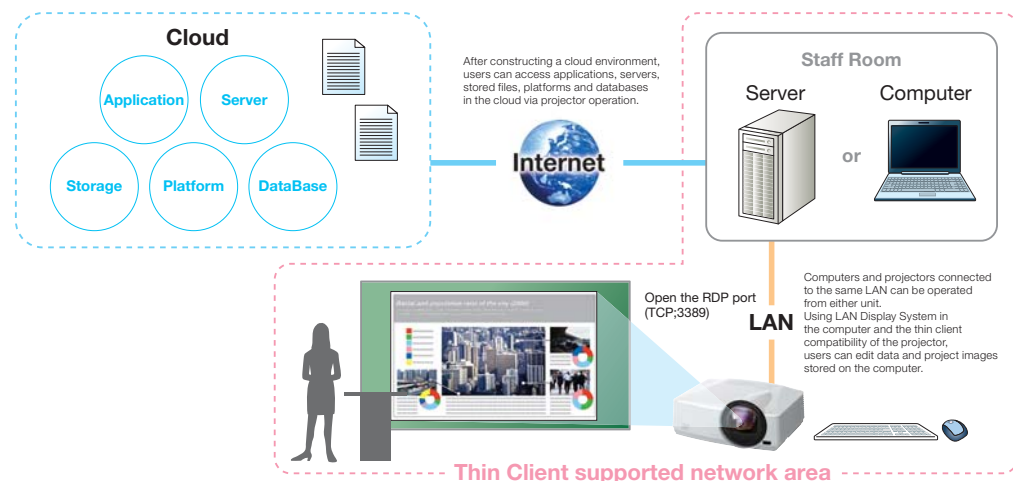 Cloud
Application
Server
Storage
Platform
DataBase
After constructing a cloud environment,
users can access applications, servers,
stored files, platforms and databases
in the cloud via projector operation.
Internet
Staff Room
Server
or
Computer
Open the RDP port
(TCP;3389)
LAN
Computers and projectors connected
to the same LAN can be operated
from either unit.
Using LAN Display System in
the computer and the thin client
compatibility of the projector,
users can edit data and project images
stored on the computer.
Thin Client supported network area